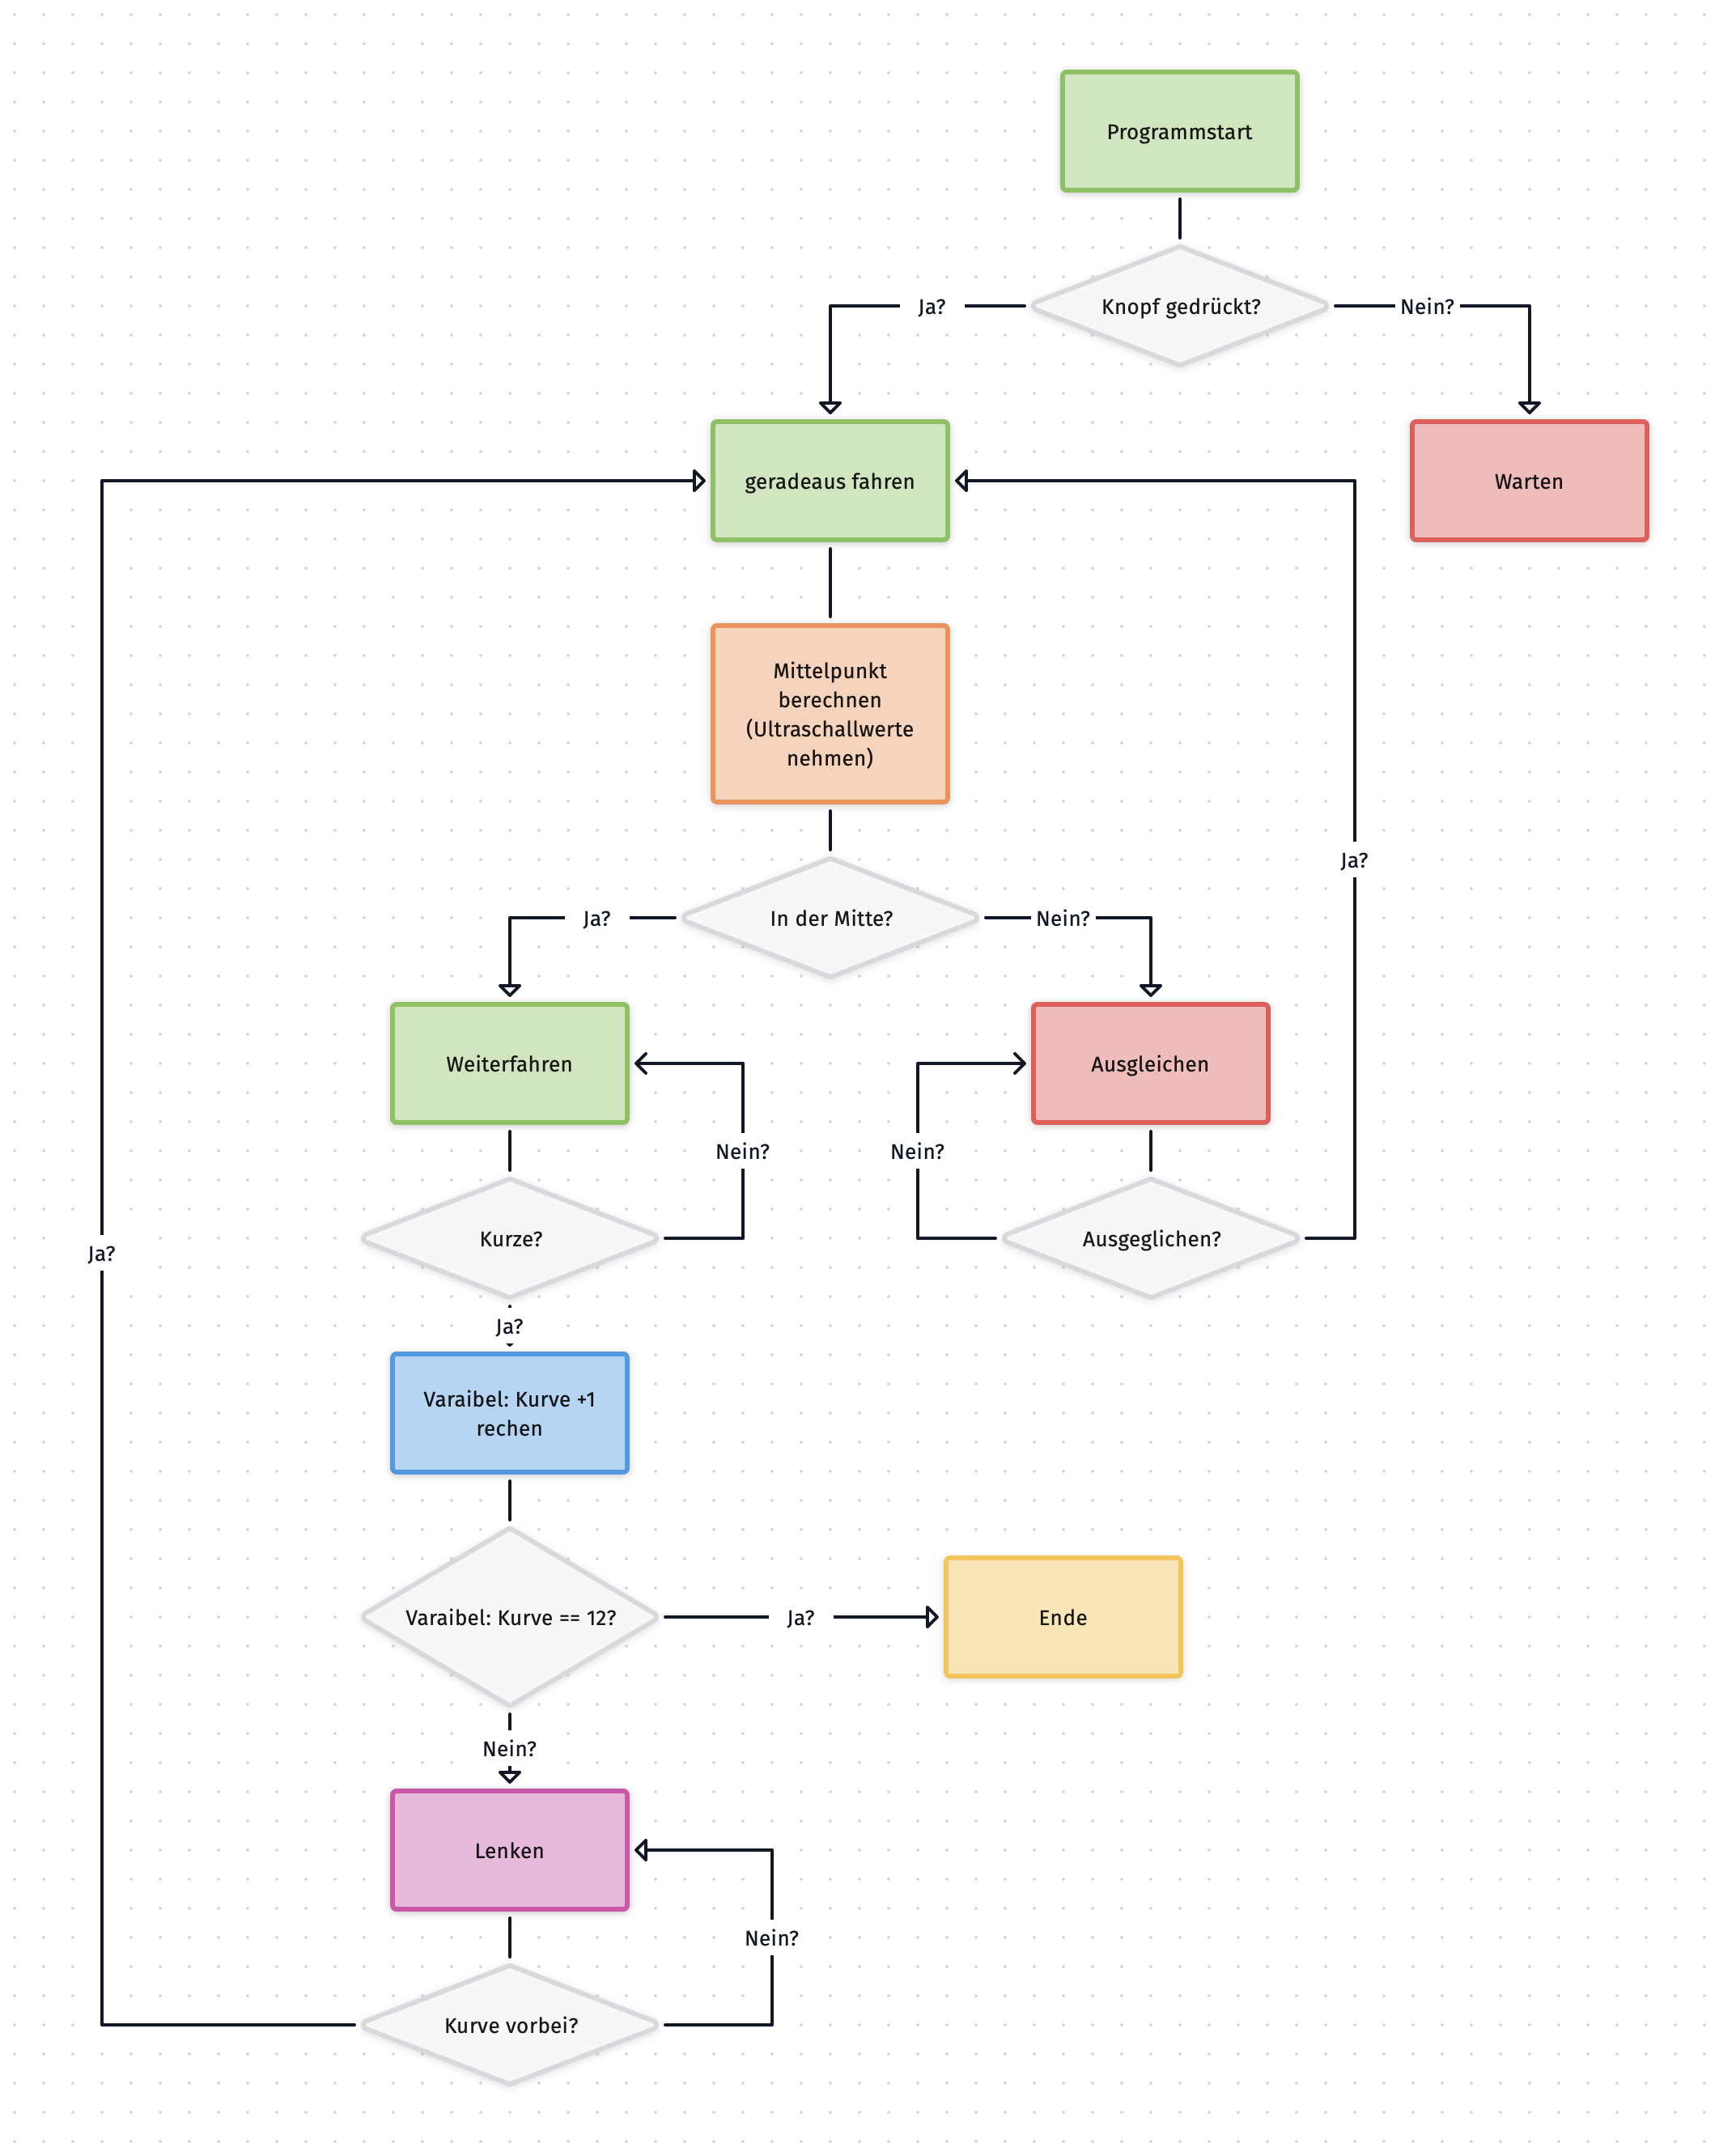 Programmstart
Knopf gedrückt?
Ja?
Nein?
geradeaus fahren
Warten
Mittelpunkt
berechnen
(Ultraschallwerte
nehmen)
Ja?
In der Mitte?
Ja?
Nein?
Weiterfahren
Ausgleichen
Nein?
Nein?
Kurze?
Ausgeglichen?
Ja?
Ja?
Varaibel: Kurve +1
rechen
Varaibel: Kurve == 12?
Ja?
Ende
Nein?
Lenken
Nein?
Kurve vorbei?